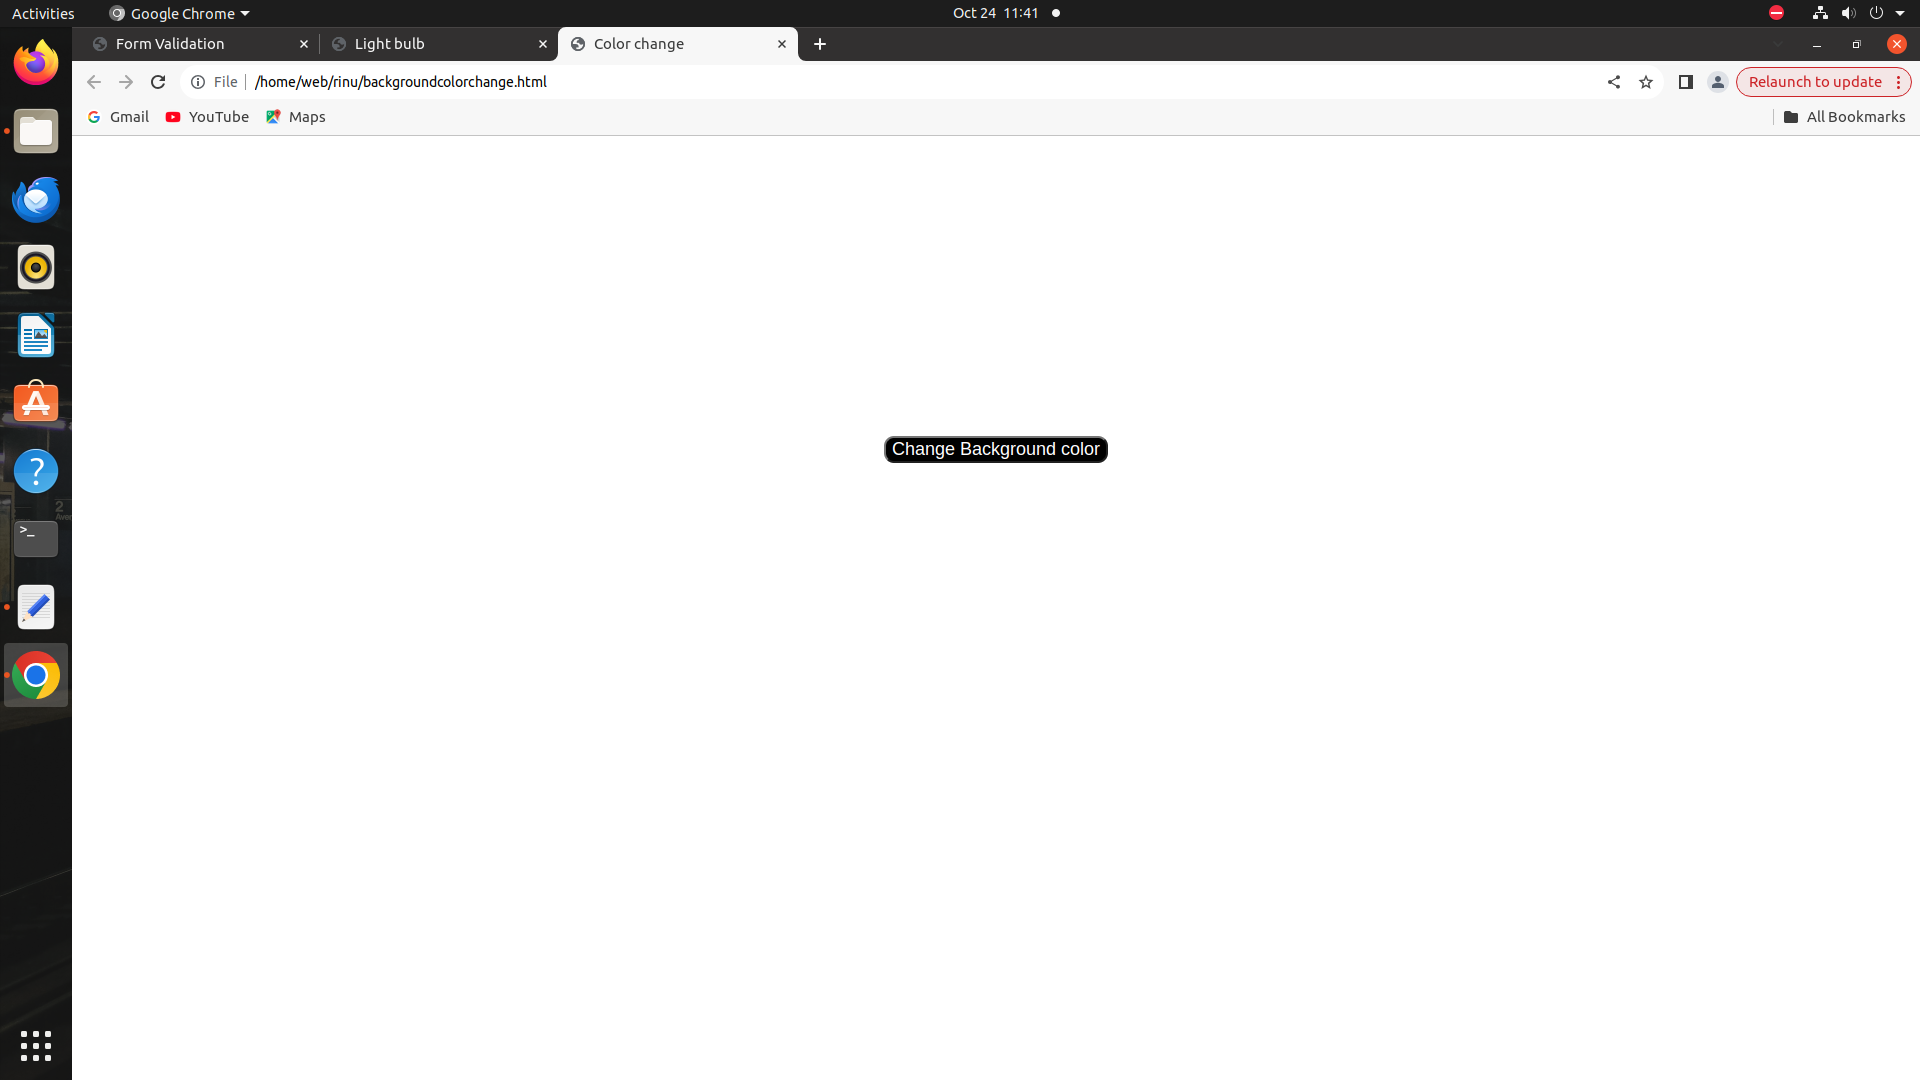 Activities Google Chrome Oct 24 11:41
Form Validation Light bulb Color change
File /home/web/rinu/backgroundcolorchange.html Relaunch to update
Gmail YouTube Maps All Bookmarks
Change Background color